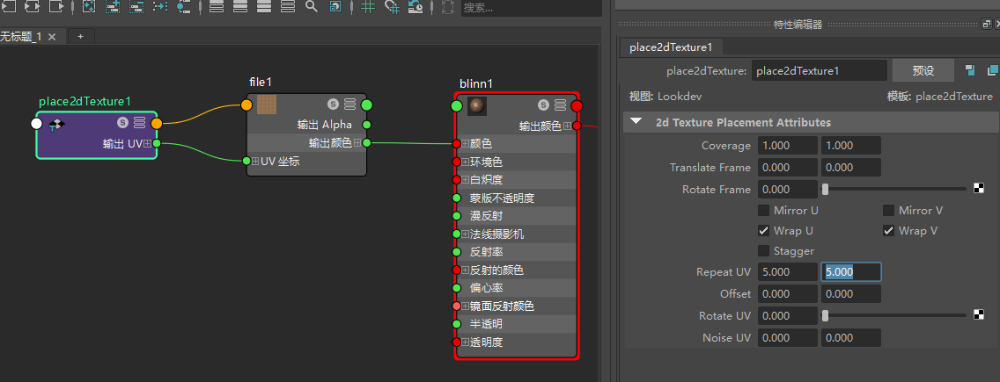 搜索...
无标题_1 × +
place2dTexture1
输出 UV
file1
输出 Alpha
输出颜色
UV 坐标
blinn1
输出颜色
颜色
环境色
白炽度
蒙版不透明度
漫反射
法线摄影机
反射率
反射的颜色
偏心率
镜面反射颜色
半透明
透明度
特性编辑器
place2dTexture1
place2dTexture: place2dTexture1 预设
视图: Lookdev 模板: place2dTexture
2d Texture Placement Attributes
Coverage 1.000 1.000
Translate Frame 0.000 0.000
Rotate Frame 0.000
Mirror U Mirror V
Wrap U Wrap V
Stagger
Repeat UV 5.000 5.000
Offset 0.000 0.000
Rotate UV 0.000
Noise UV 0.000 0.000